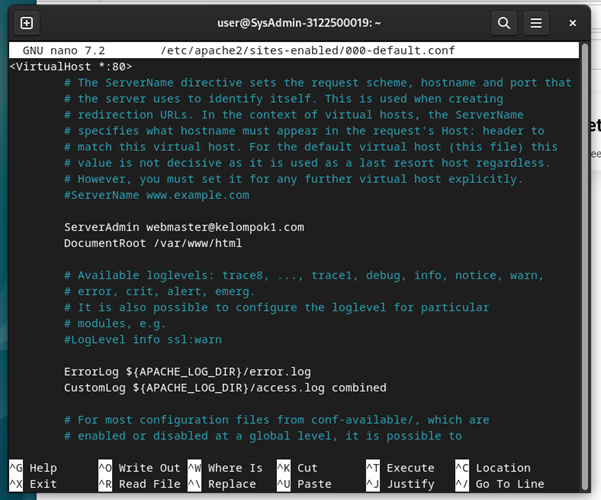 user@SysAdmin-3122500019: ~
GNU nano 7.2 /etc/apache2/sites-enabled/000-default.conf
<VirtualHost *:80>
# The ServerName directive sets the request scheme, hostname and port that
# the server uses to identify itself. This is used when creating
# redirection URLs. In the context of virtual hosts, the ServerName
# specifies what hostname must appear in the request's Host: header to
# match this virtual host. For the default virtual host (this file) this
# value is not decisive as it is used as a last resort host regardless.
# However, you must set it for any further virtual host explicitly.
#ServerName www.example.com
ServerAdmin webmaster@kelompok1.com
DocumentRoot /var/www/html
# Available loglevels: trace8, ..., trace1, debug, info, notice, warn,
# error, crit, alert, emerg.
# It is also possible to configure the loglevel for particular
# modules, e.g.
#LogLevel info ssl:warn
ErrorLog ${APACHE_LOG_DIR}/error.log
CustomLog ${APACHE_LOG_DIR}/access.log combined
# For most configuration files from conf-available/, which are
# enabled or disabled at a global level, it is possible to
^G Help ^O Write Out ^W Where Is ^K Cut ^T Execute ^C Location
^X Exit ^R Read File ^\ Replace ^U Paste ^J Justify ^/ Go To Line